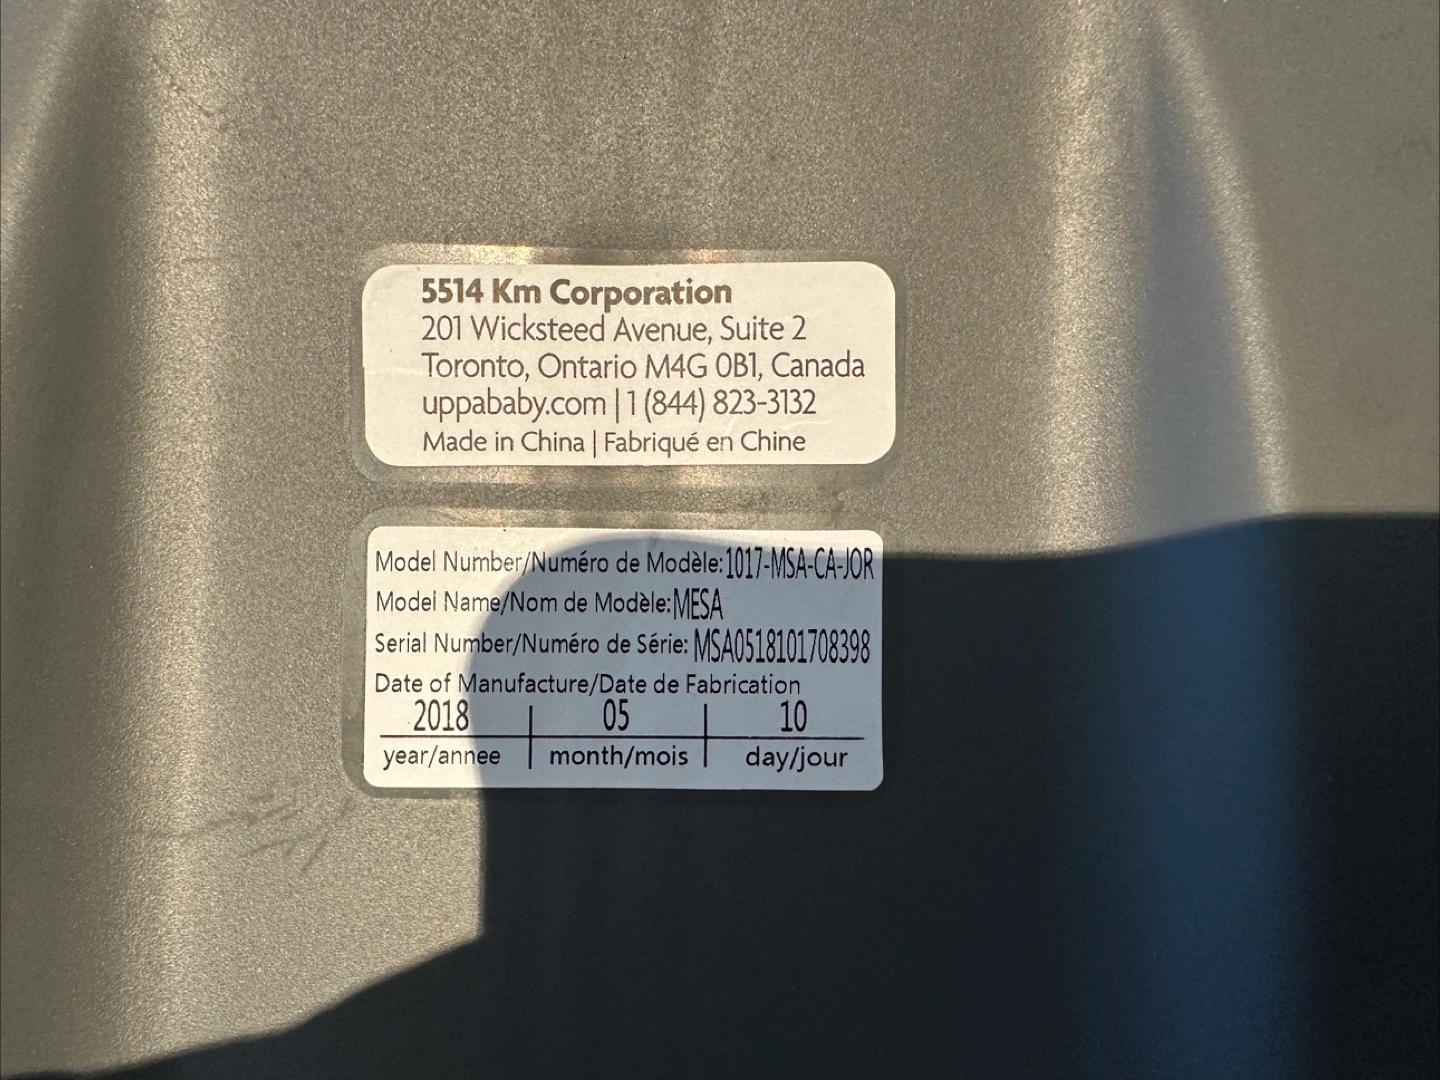 5514 Km Corporation
201 Wicksteed Avenue, Suite 2
Toronto, Ontario M4G 0B1, Canada
uppababy.com | 1 (844) 823-3132
Made in China | Fabriqué en Chine
Model Number/Numéro de Modèle: 1017-MSA-CA-JOR
Model Name/Nom de Modèle: MESA
Serial Number/Numéro de Série: MSA0518101708398
Date of Manufacture/Date de Fabrication
2018 | 05 | 10
year/annee | month/mois | day/jour